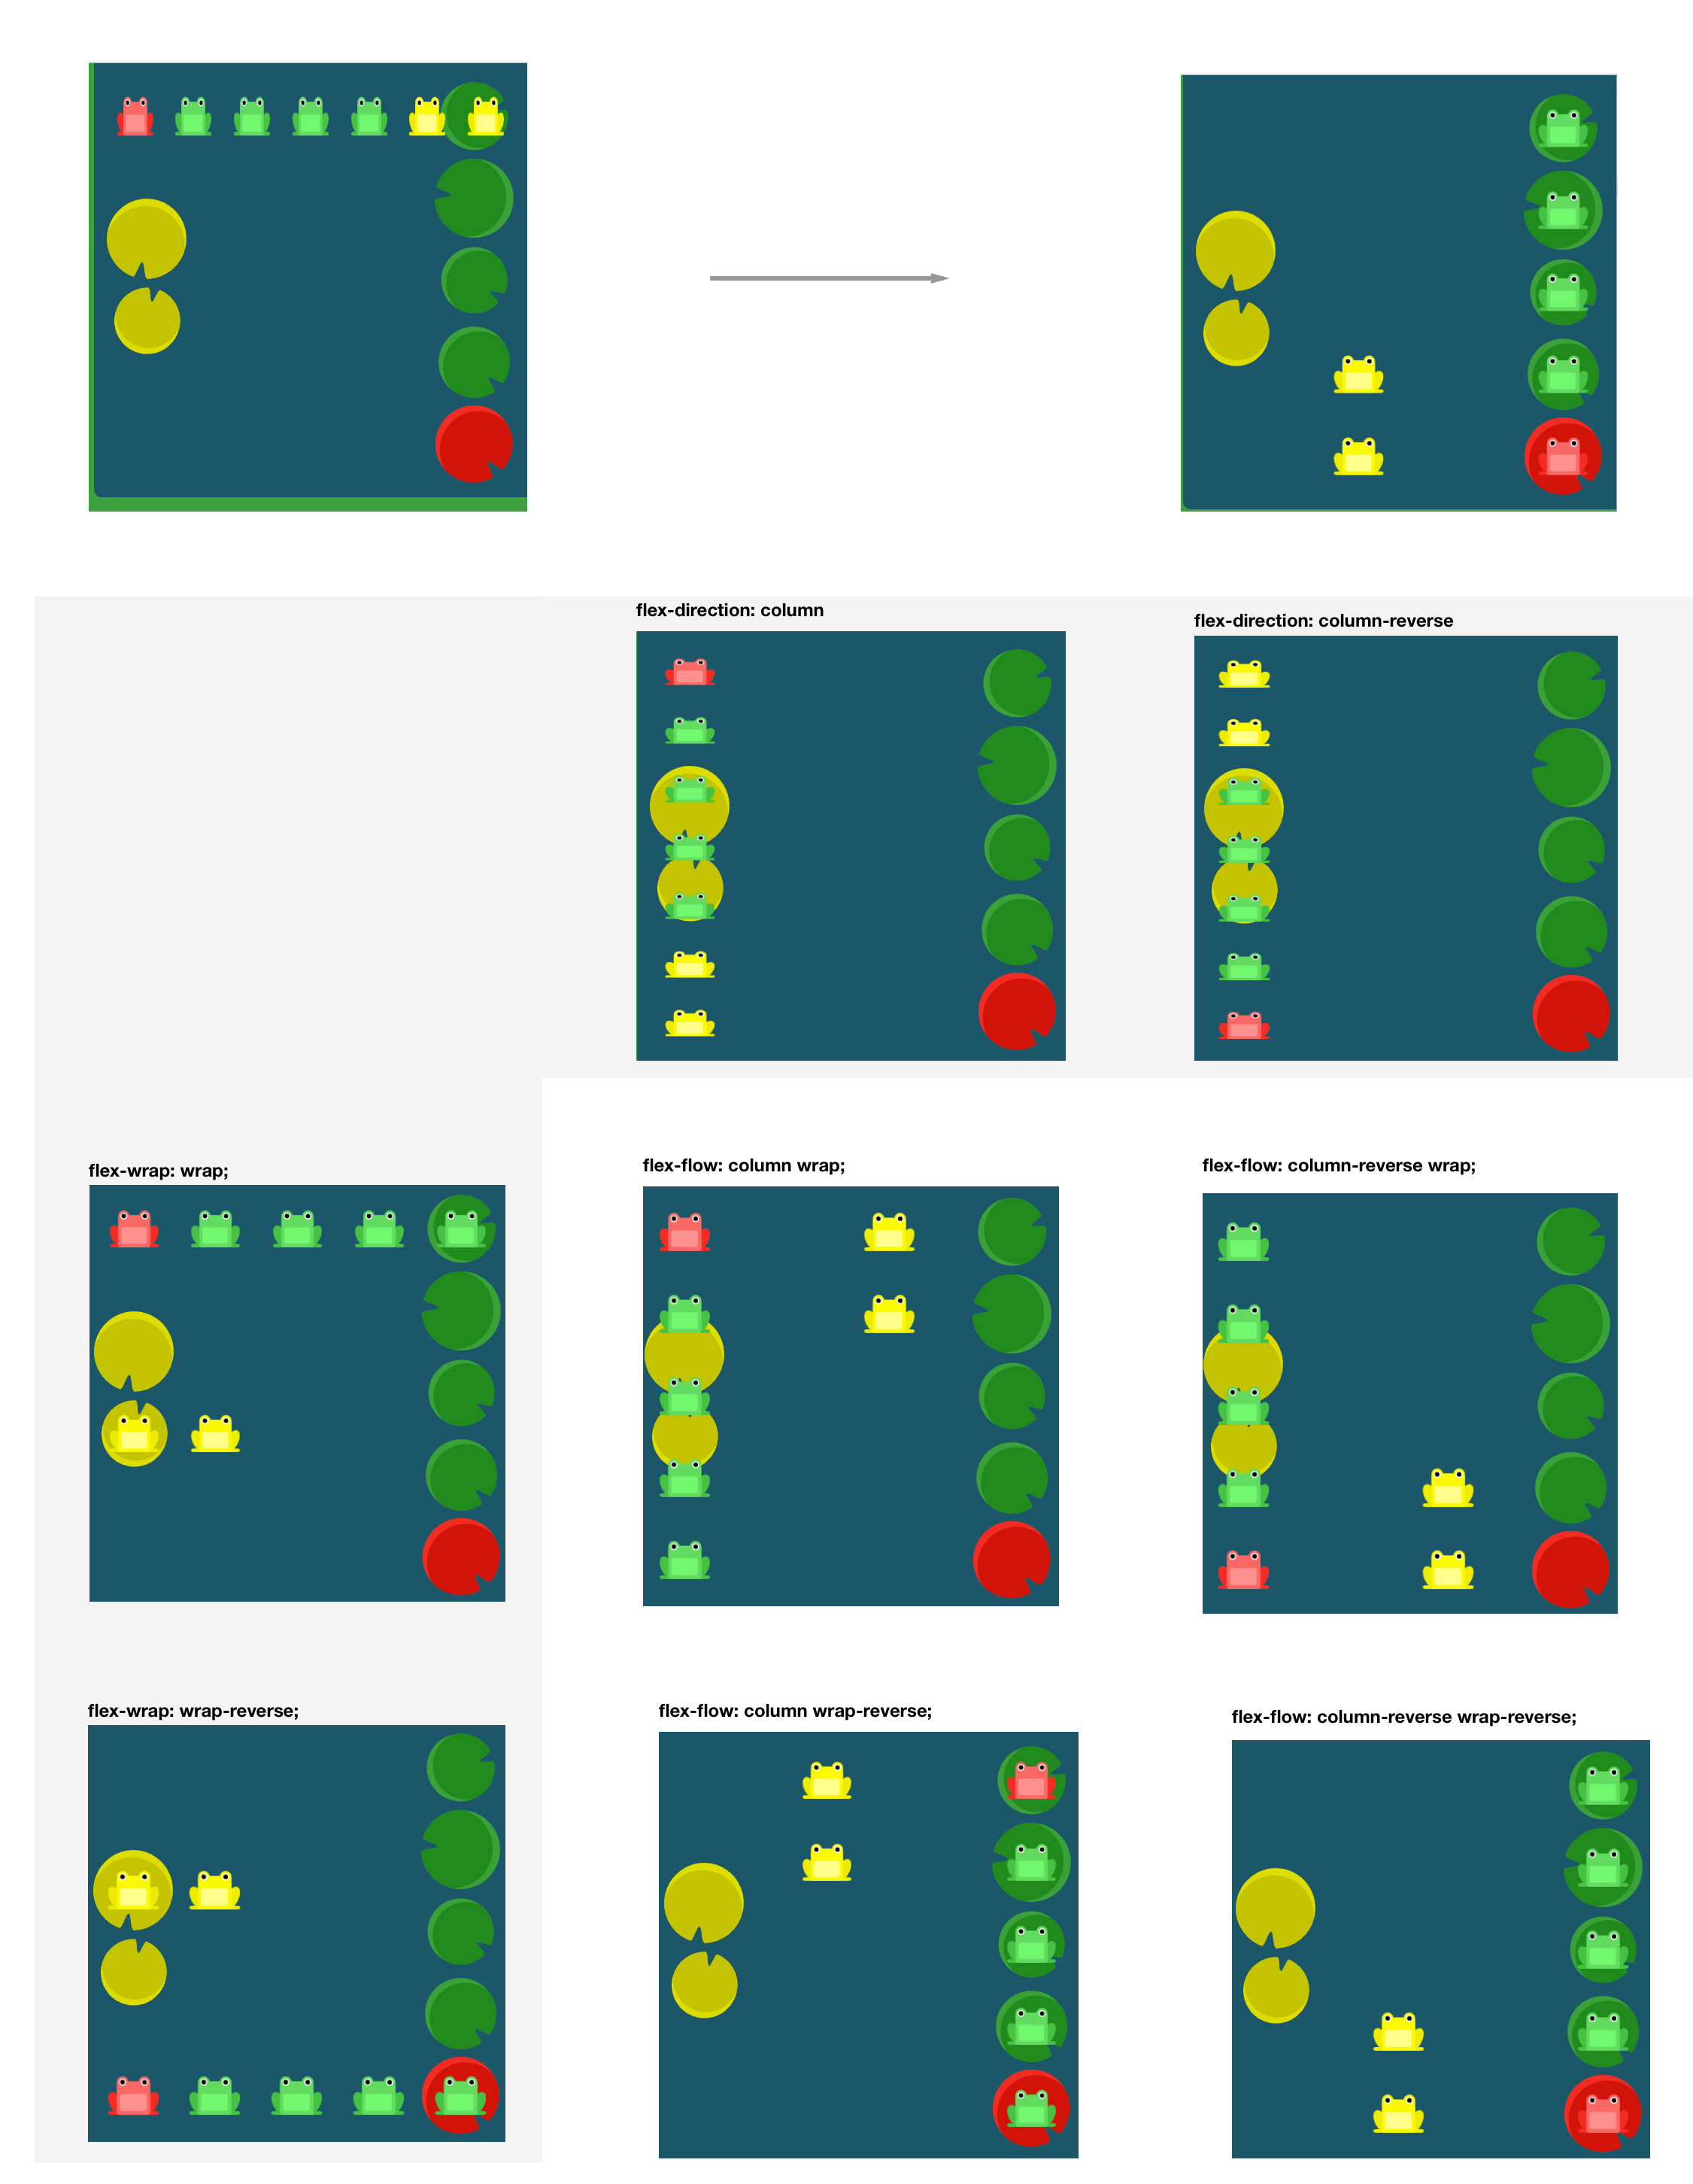 flex-direction: column
flex-direction: column-reverse
flex-wrap: wrap;
flex-flow: column wrap;
flex-flow: column-reverse wrap;
flex-wrap: wrap-reverse;
flex-flow: column wrap-reverse;
flex-flow: column-reverse wrap-reverse;